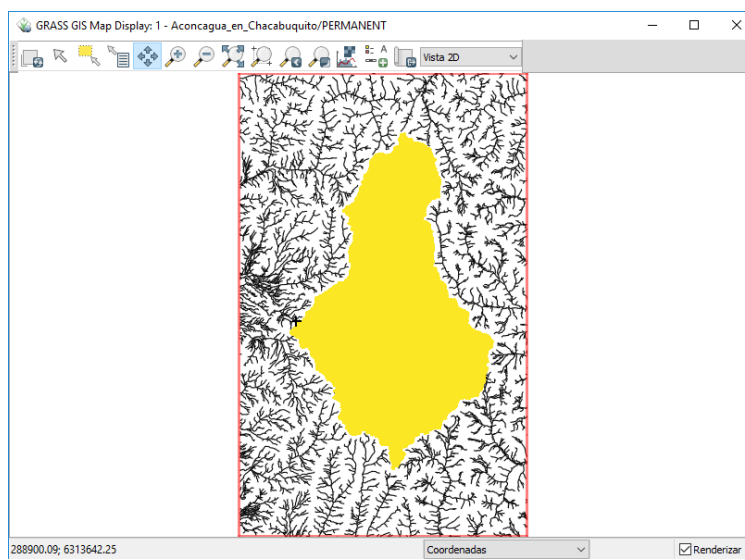 GRASS GIS Map Display: 1 - Aconcagua_en_Chacabuquito/PERMANENT
Vista 2D
288900.09; 6313642.25
Coordenadas
Renderizar